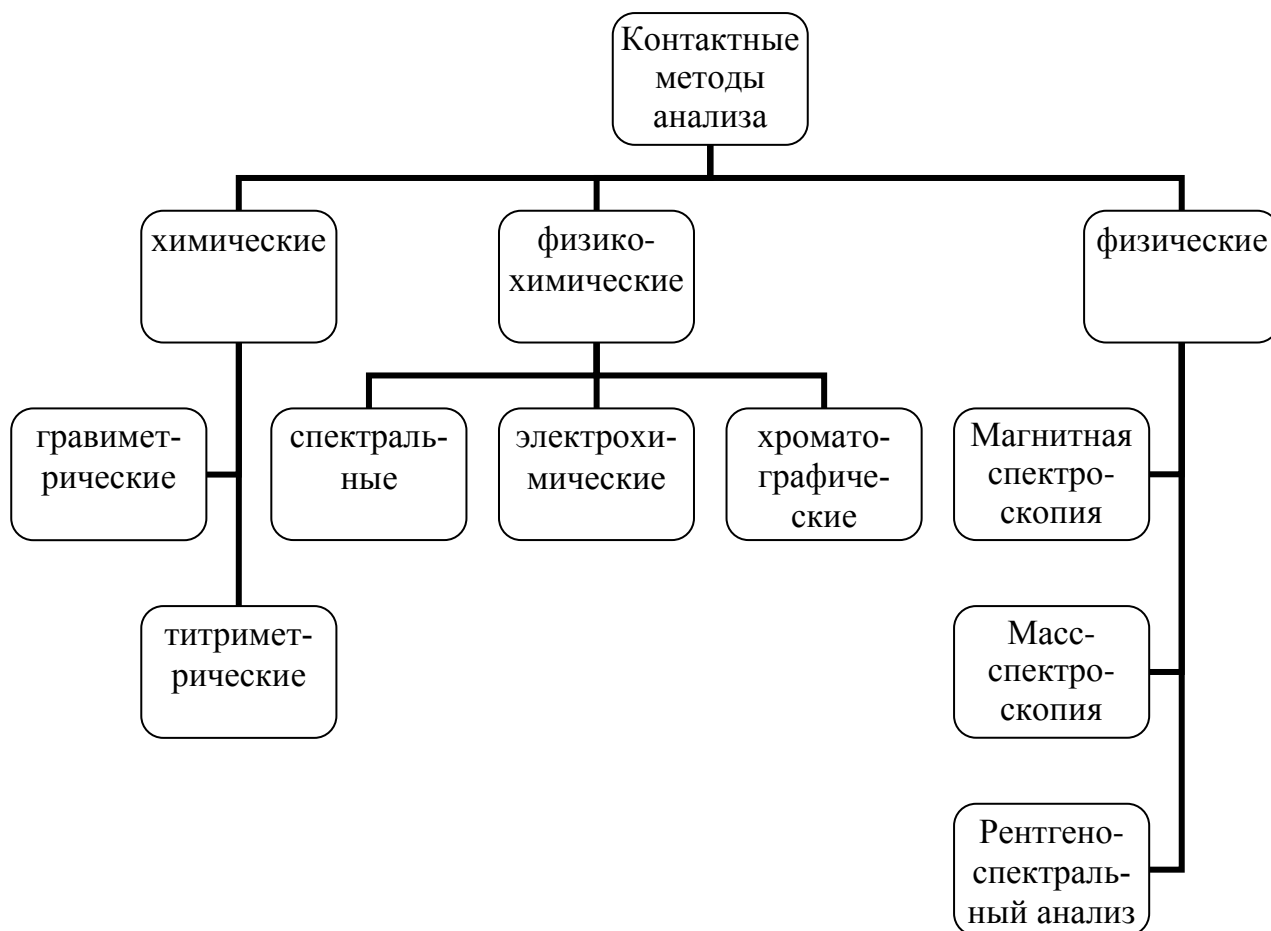 Контактные
методы
анализа
химические
физико-
химические
физические
гравимет-
рические
спектраль-
ные
электрохи-
мические
хромато-
графиче-
ские
Магнитная
спектро-
скопия
титримет-
рические
Масс-
спектро-
скопия
Рентгено-
спектраль-
ный анализ